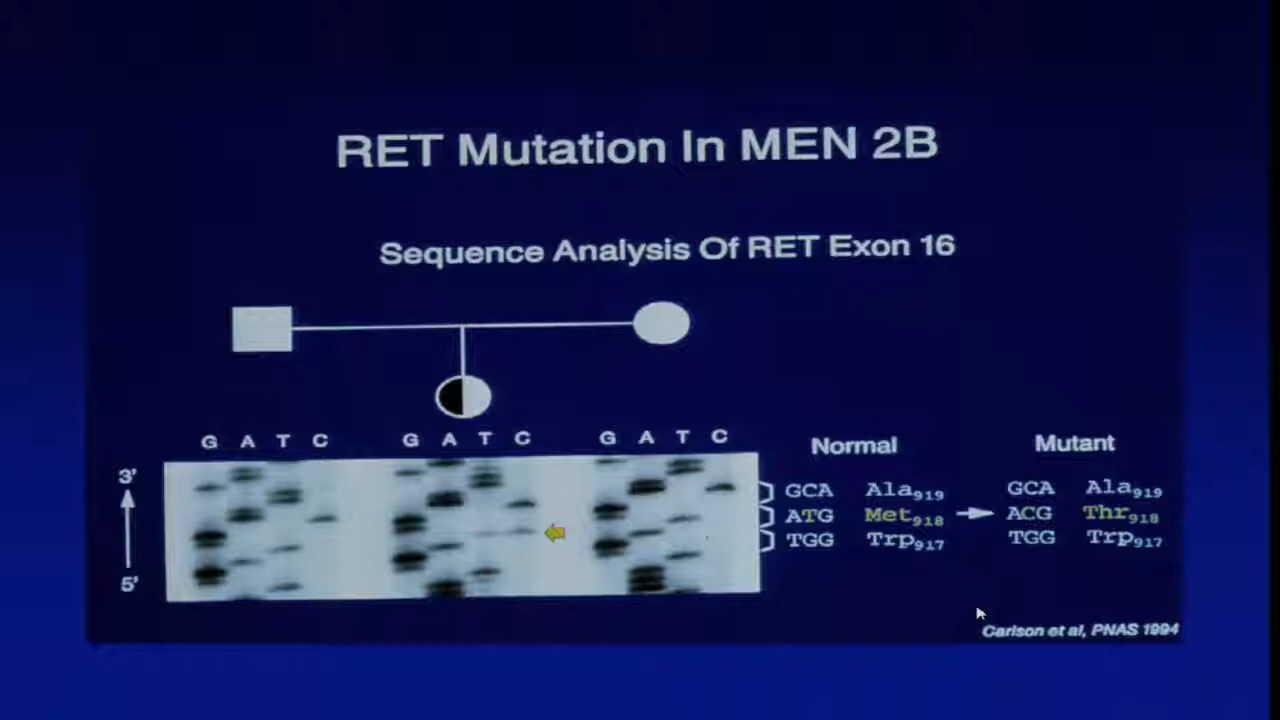 RET Mutation In MEN 2B
Sequence Analysis Of RET Exon 16
G A T C G A T C G A T C
Normal Mutant
3'
GCA Ala919 GCA Ala919
ATG Met918 ACG Thr918
TGG Trp917 TGG Trp917
5'
Carlson et al, PNAS 1994